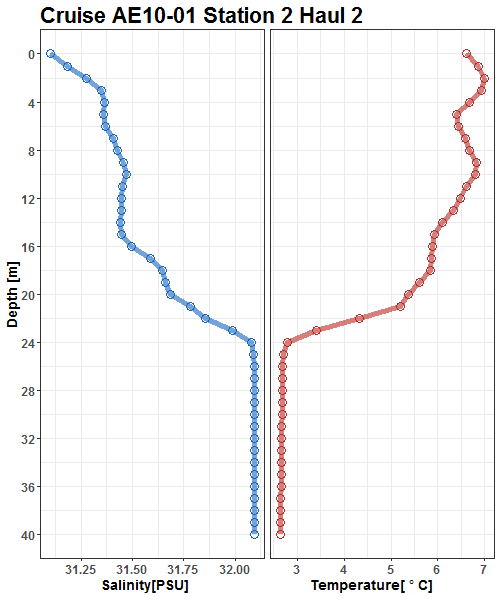 Cruise AE10-01 Station 2 Haul 2
0
4
8
12
16
20
24
28
32
36
40
Depth [m]
31.25 31.50 31.75 32.00
3 4 5 6 7
Salinity[PSU] Temperature[ ° C]